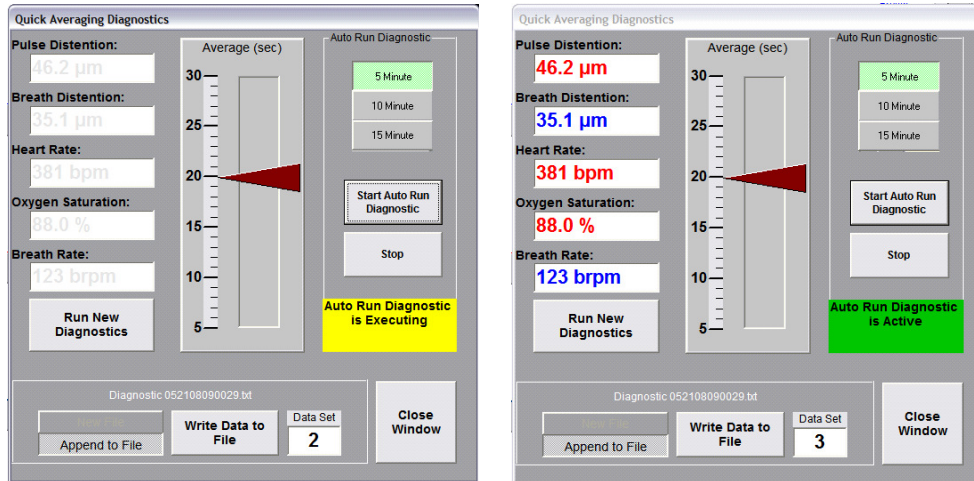 Quick Averaging Diagnostics
Pulse Distention:
46.2 µm
Breath Distention:
35.1 µm
Heart Rate:
381 bpm
Oxygen Saturation:
88.0 %
Breath Rate:
123 brpm
Run New
Diagnostics
Average (sec)
30
25
20
15
10
5
Auto Run Diagnostic
5 Minute
10 Minute
15 Minute
Start Auto Run
Diagnostic
Stop
Auto Run Diagnostic
is Executing
Diagnostic 052108090029.txt
New File
Append to File
Write Data to
File
Data Set
2
Close
Window
Quick Averaging Diagnostics
Pulse Distention:
46.2 µm
Breath Distention:
35.1 µm
Heart Rate:
381 bpm
Oxygen Saturation:
88.0 %
Breath Rate:
123 brpm
Run New
Diagnostics
Average (sec)
30
25
20
15
10
5
Auto Run Diagnostic
5 Minute
10 Minute
15 Minute
Start Auto Run
Diagnostic
Stop
Auto Run Diagnostic
is Active
Diagnostic 052108090029.txt
New File
Append to File
Write Data to
File
Data Set
3
Close
Window